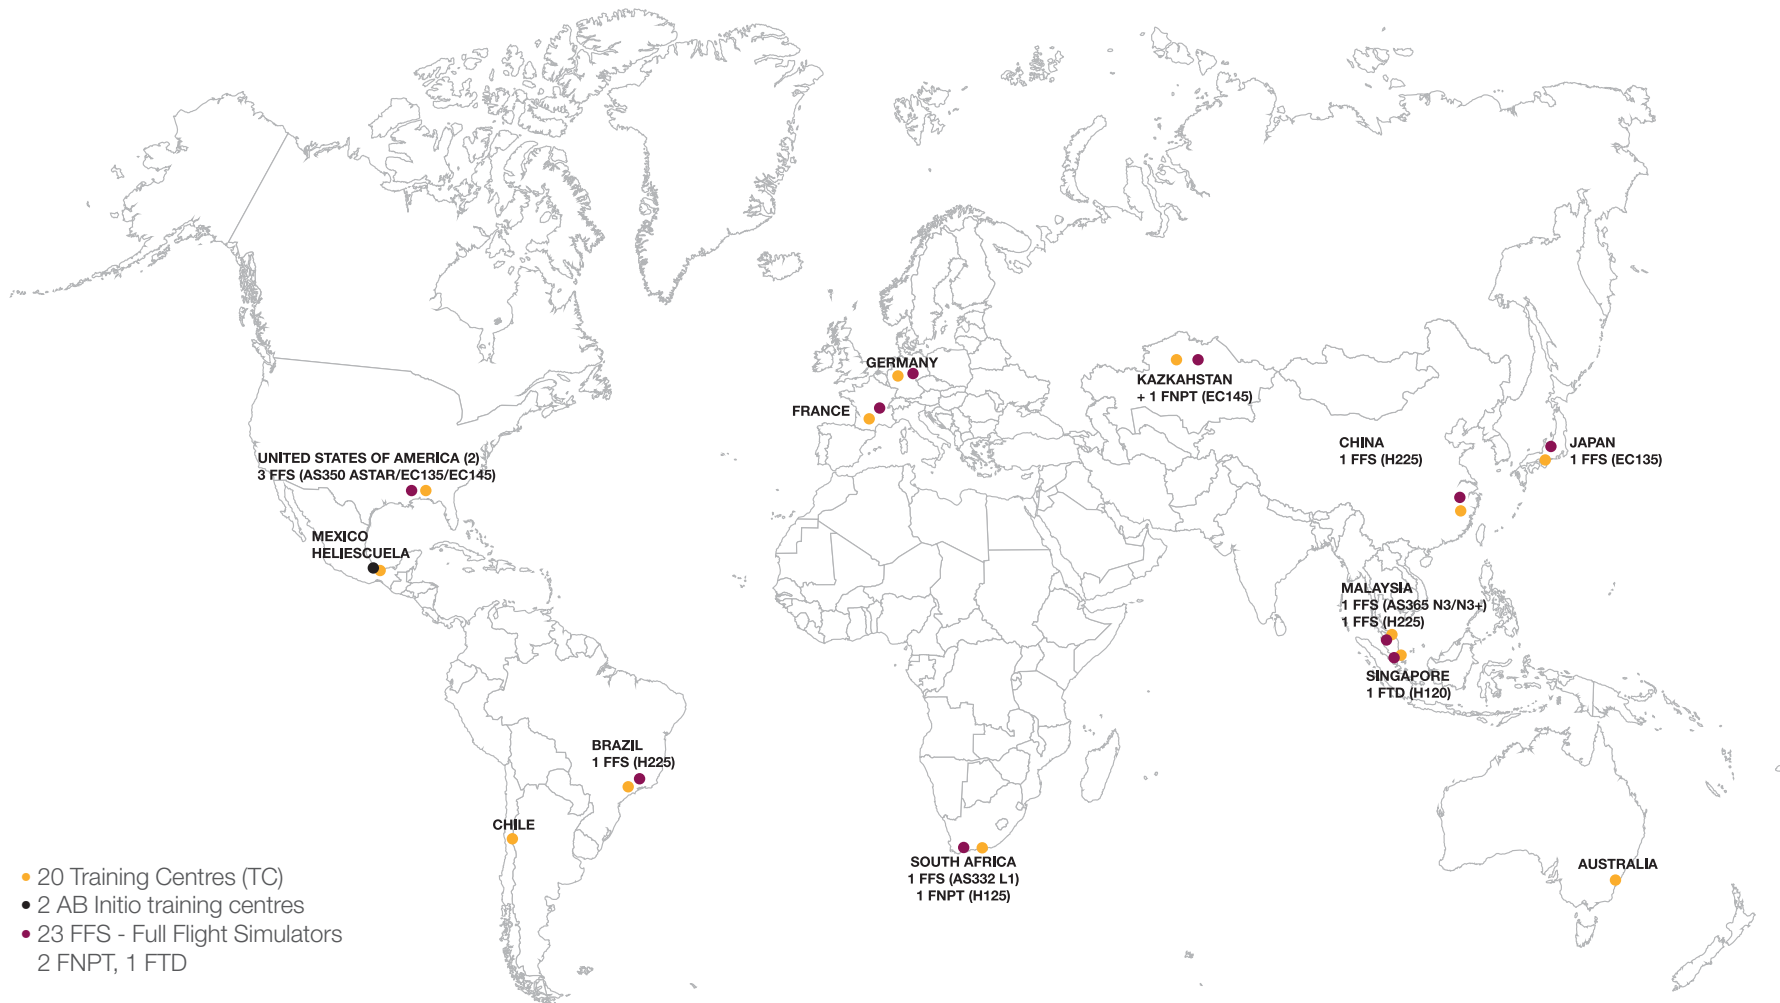 GERMANY
FRANCE
KAZKAHSTAN
+ 1 FNPT (EC145)
CHINA
1 FFS (H225)
JAPAN
1 FFS (EC135)
UNITED STATES OF AMERICA (2)
3 FFS (AS350 ASTAR/EC135/EC145)
MEXICO
HELIESCUELA
MALAYSIA
1 FFS (AS365 N3/N3+)
1 FFS (H225)
SINGAPORE
1 FTD (H120)
BRAZIL
1 FFS (H225)
CHILE
SOUTH AFRICA
1 FFS (AS332 L1)
1 FNPT (H125)
AUSTRALIA
20 Training Centres (TC)
2 AB Initio training centres
23 FFS - Full Flight Simulators
2 FNPT, 1 FTD